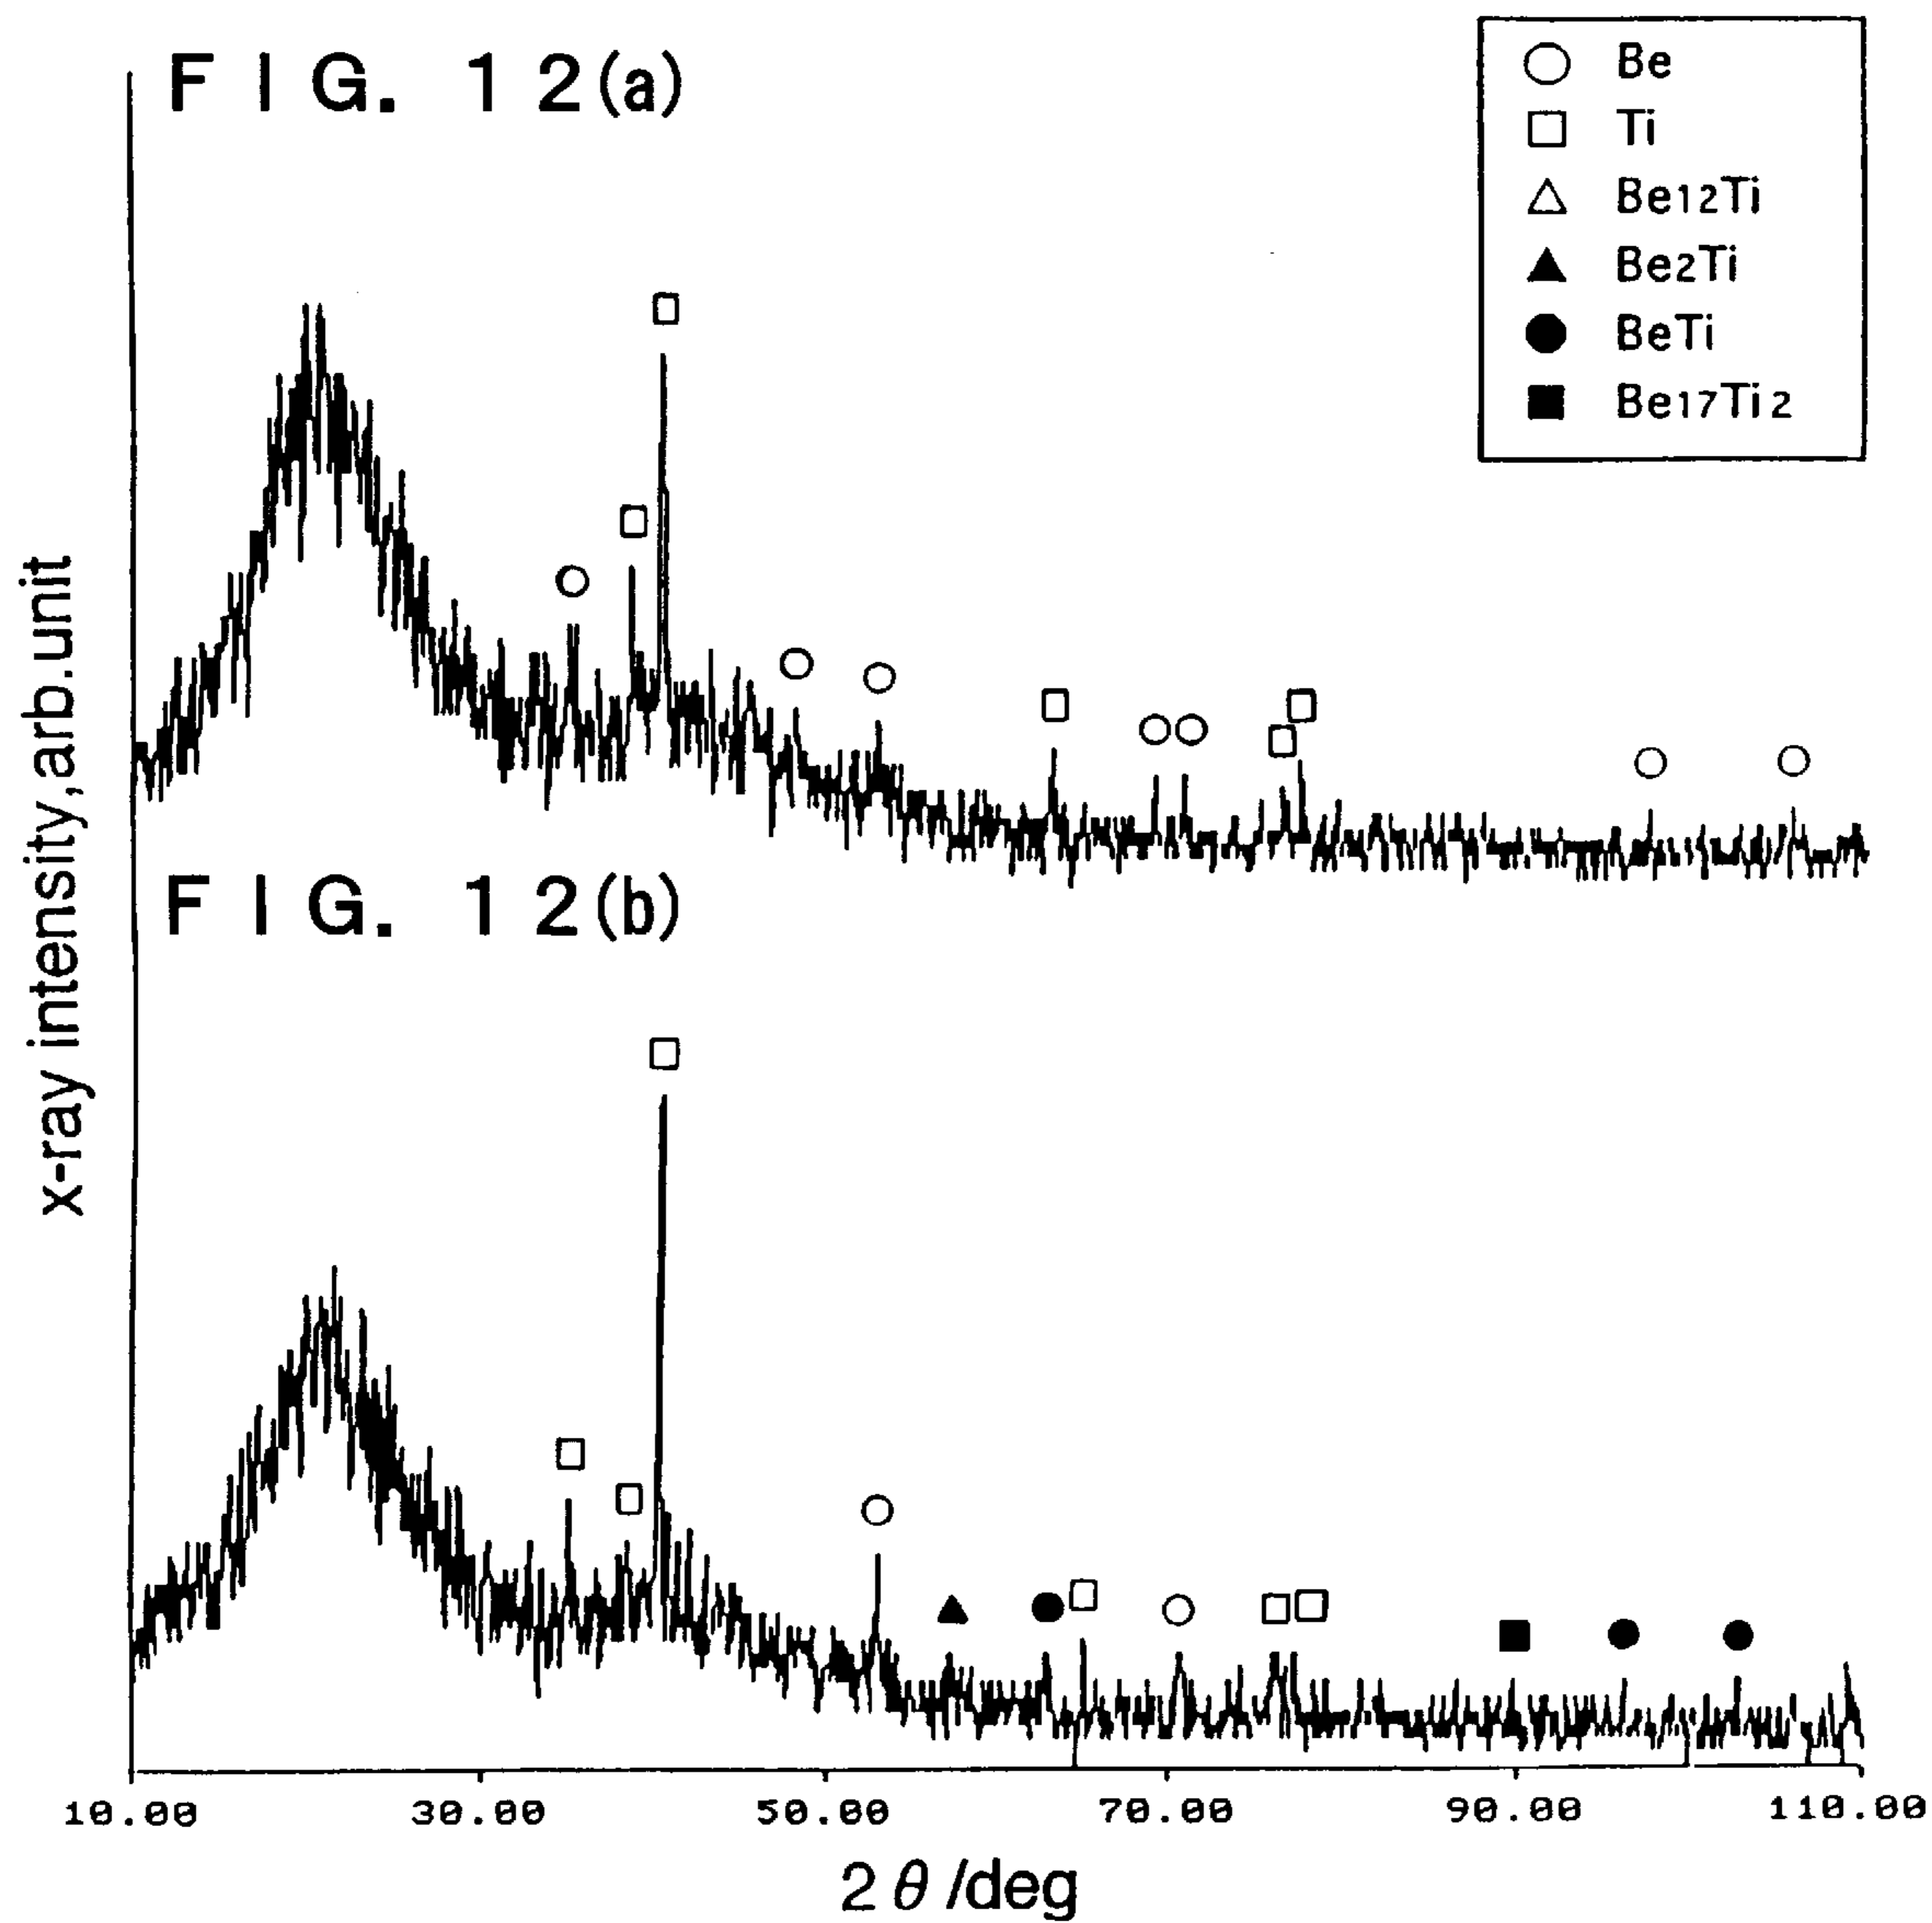 FIG. 12(a)
Be
Ti
Be12Ti
Be2Ti
BeTi
Be17Ti2
x-ray intensity,arb.unit
FIG. 12(b)
10.00 30.00 50.00 70.00 90.00 110.00
2θ/deg